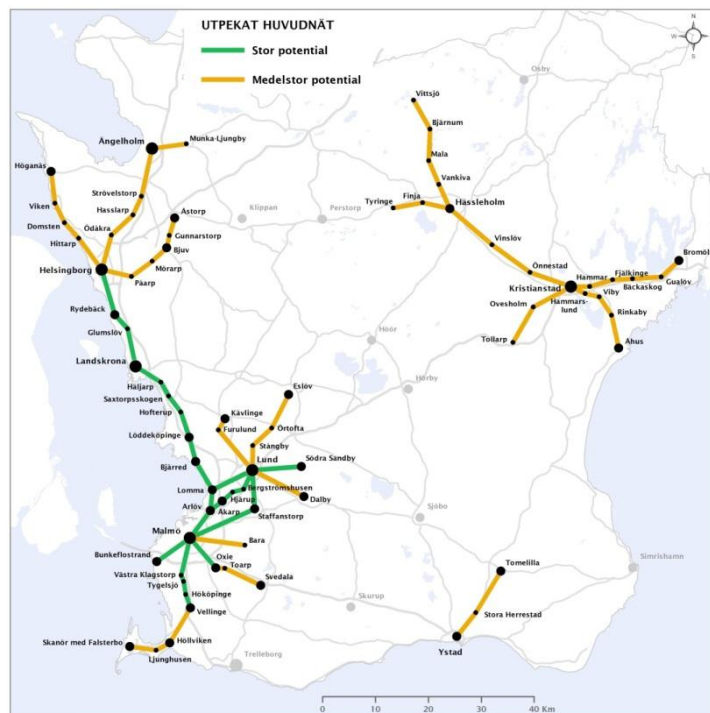 UTPEKAT HUVUDNÄT
Stor potential
Medelstor potential
N
W
S
Osby
Vittsjö
Bjärnum
Munka-Ljungby
Ängelholm
Mala
Höganäs
Vankiva
Strövelstorp
Finja
Tyringe
Hässleholm
Viken
Hasslarp
Åstorp
Klippan
Perstorp
Domsten
Ödåkra
Gunnarstorp
Hittarp
Bjuv
Vinslöv
Bromölla
Helsingborg
Mörarp
Önnestad
Fjälkinge
Påarp
Kristianstad
Hammar
Bäckaskog
Gualöv
Viby
Hammars-
lund
Ovesholm
Rydebäck
Rinkaby
Glumslöv
Höör
Tollarp
Åhus
Landskrona
Häljarp
Hörby
Saxtorpsskogen
Eslöv
Hofterup
Kävlinge
Furulund
Örtofta
Löddeköpinge
Stångby
Lund
Bjärred
Södra Sandby
Lomma
Bergströmshusen
Hjärup
Dalby
Arlöv
Åkarp
Staffanstorp
Sjöbo
Malmö
Bara
Bunkeflostrand
Oxie
Toarp
Tomelilla
Simrishamn
Västra Klagstorp
Svedala
Tygelsjö
Hököpinge
Vellinge
Skurup
Stora Herrestad
Skanör med Falsterbo
Höllviken
Ljunghusen
Ystad
Trelleborg
0 10 20 40 Km